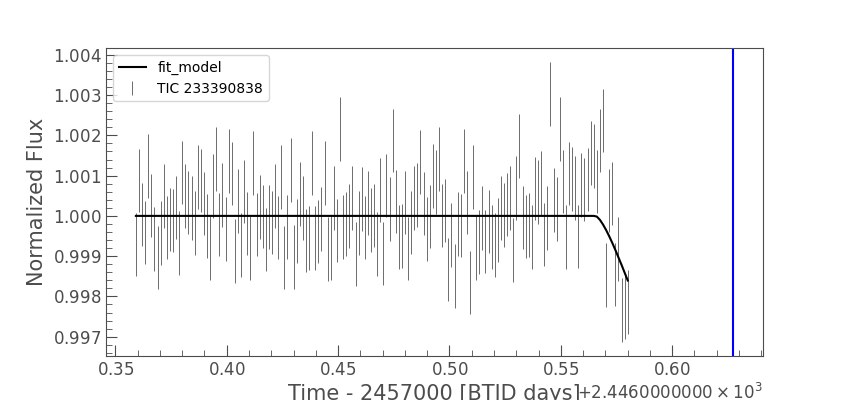 1.004
1.003
1.002
1.001
1.000
0.999
0.998
0.997
Normalized Flux
fit_model
TIC 233390838
0.35 0.40 0.45 0.50 0.55 0.60
Time - 2457000 [BTJD days]
+2.4460000000 × 10³